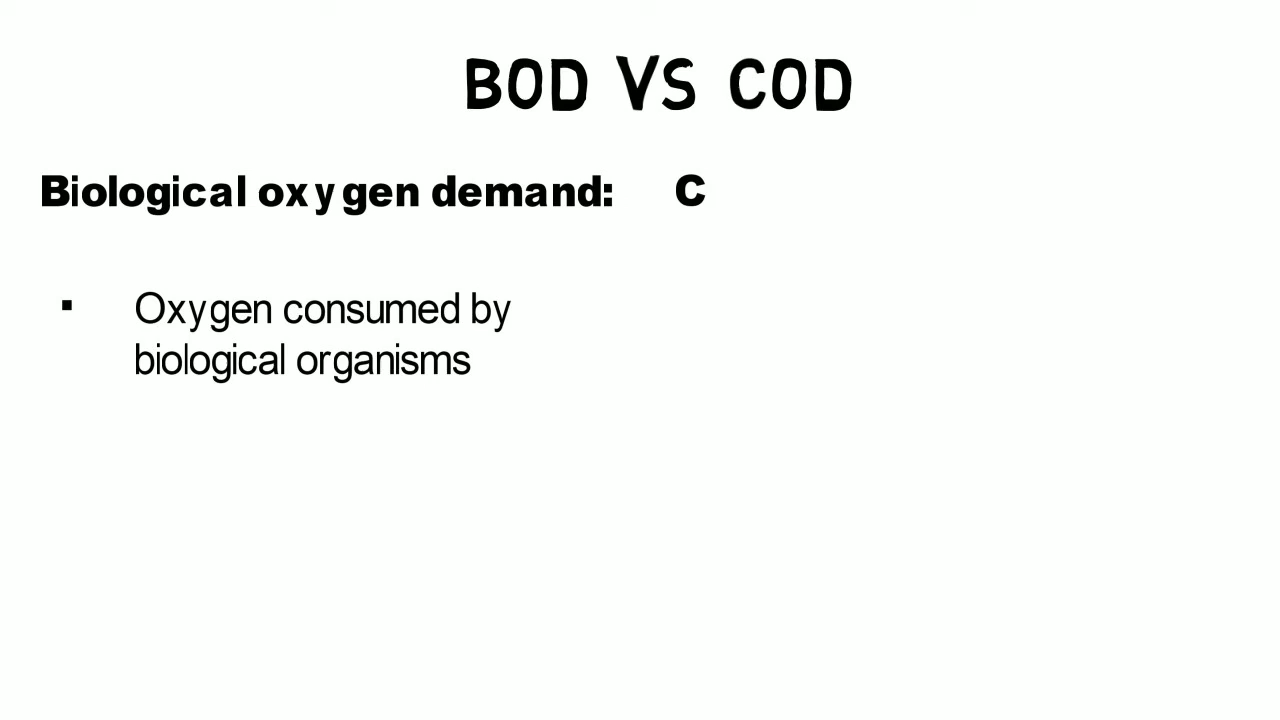 BOD VS COD
Biological oxygen demand: C
Oxygen consumed by
biological organisms